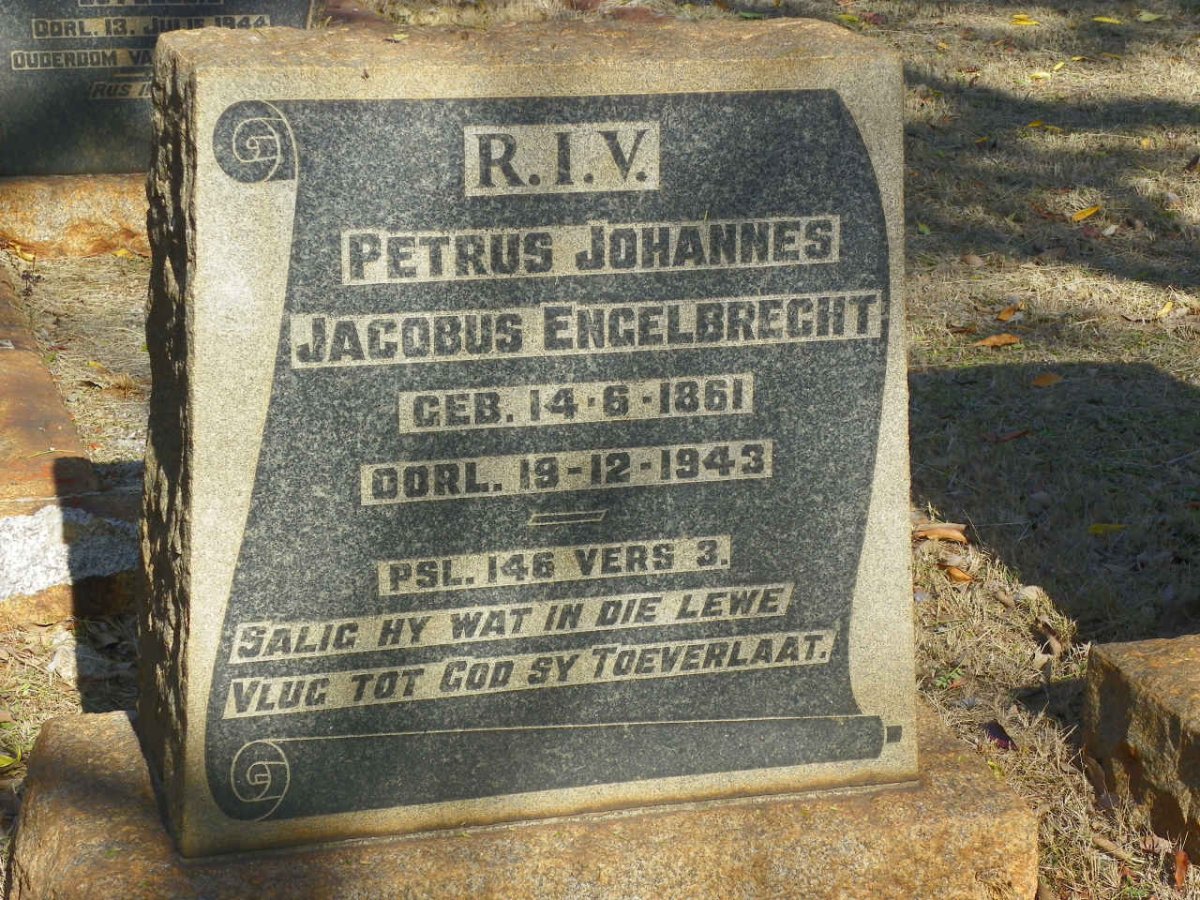 OORL. 13. JULIE 1944
OUDERDOM VA
RUS I
R.I.V.
PETRUS JOHANNES
JACOBUS ENGELBRECHT
GEB. 14-6-1861
OORL. 19-12-1943
PSL. 146 VERS 3.
SALIG HY WAT IN DIE LEWE
VLUG TOT GOD SY TOEVERLAAT.